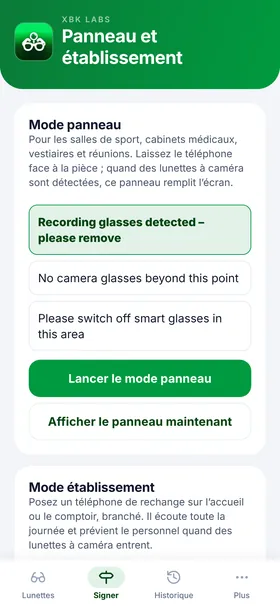 XBK LABS
Panneau et
établissement
Mode panneau
Pour les salles de sport, cabinets médicaux,
vestiaires et réunions. Laissez le téléphone
face à la pièce ; quand des lunettes à caméra
sont détectées, ce panneau remplit l'écran.
Recording glasses detected –
please remove
No camera glasses beyond this point
Please switch off smart glasses in
this area
Lancer le mode panneau
Afficher le panneau maintenant
Mode établissement
Posez un téléphone de rechange sur l'accueil
ou le comptoir, branché. Il écoute toute la
journée et prévient le personnel quand des
lunettes à caméra entrent.
Lunettes
Signer
Historique
Plus